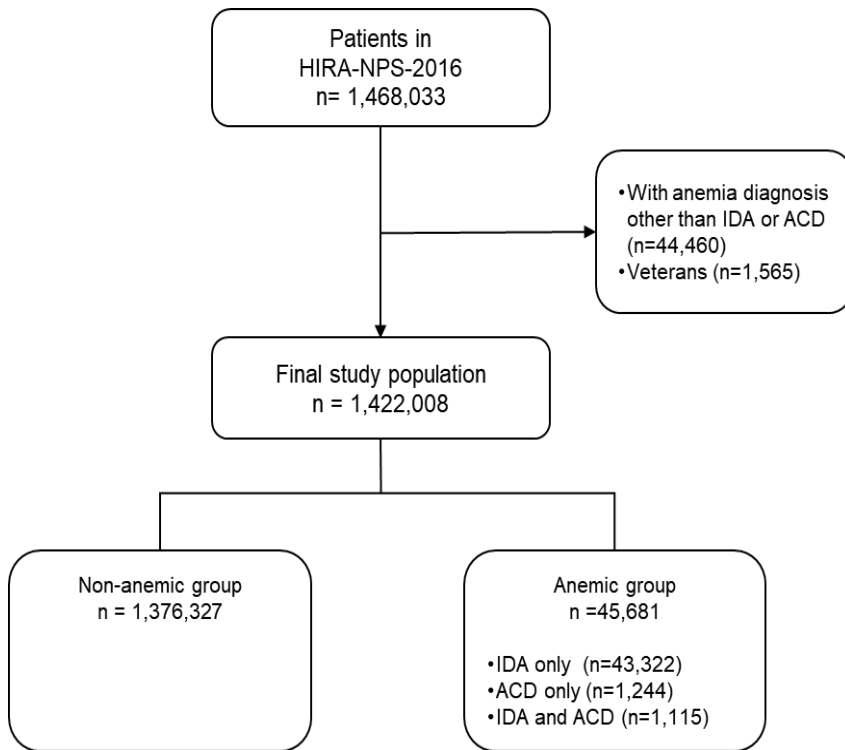 Patients in
HIRA-NPS-2016
n= 1,468,033
•With anemia diagnosis
other than IDA or ACD
(n=44,460)
•Veterans (n=1,565)
Final study population
n = 1,422,008
Non-anemic group
n = 1,376,327
Anemic group
n =45,681
•IDA only  (n=43,322)
•ACD only (n=1,244)
•IDA and ACD (n=1,115)